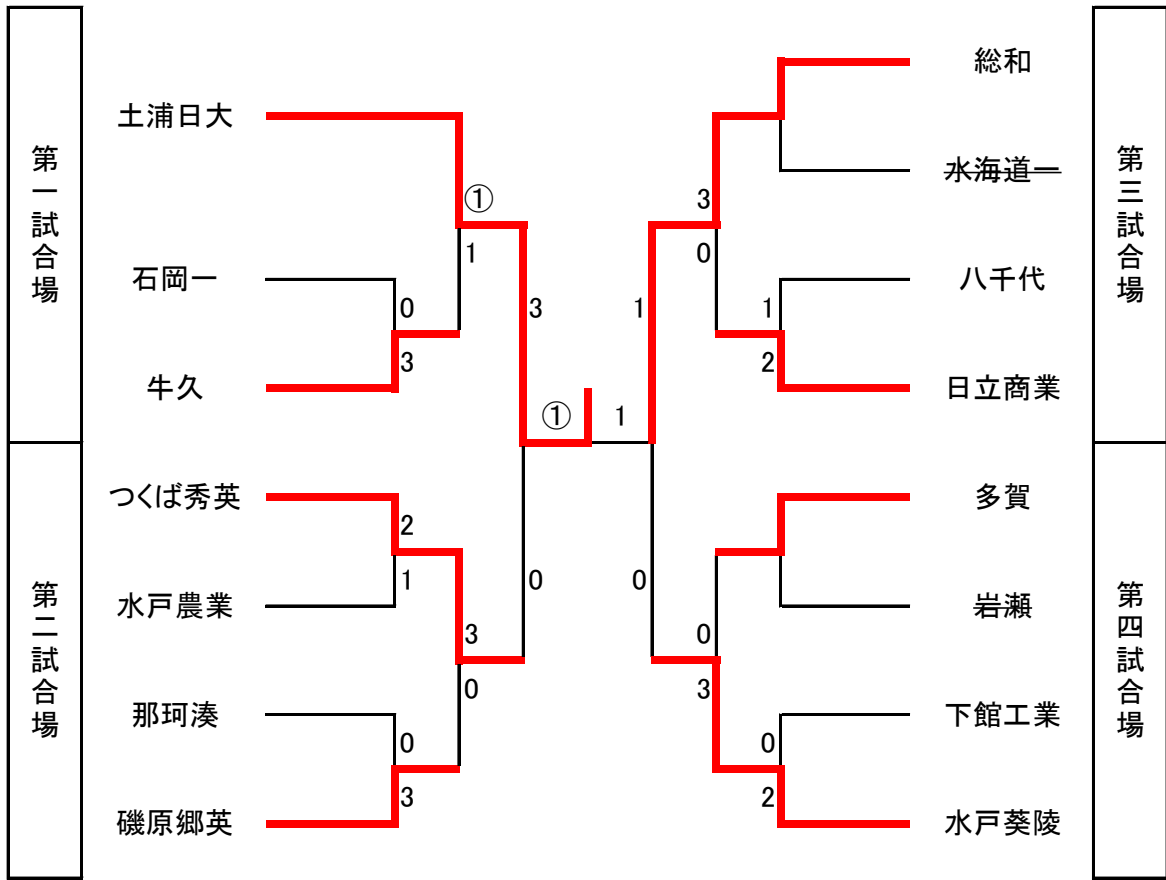 第一試合場
土浦日大
①
1
石岡一
0
3
牛久
3
①
第二試合場
つくば秀英
2
1
水戸農業
3
0
那珂湊
0
3
磯原郷英
0
第三試合場
総和
水海道一
3
0
八千代
1
2
日立商業
1
1
第四試合場
多賀
岩瀬
0
3
下館工業
0
2
水戸葵陵
0